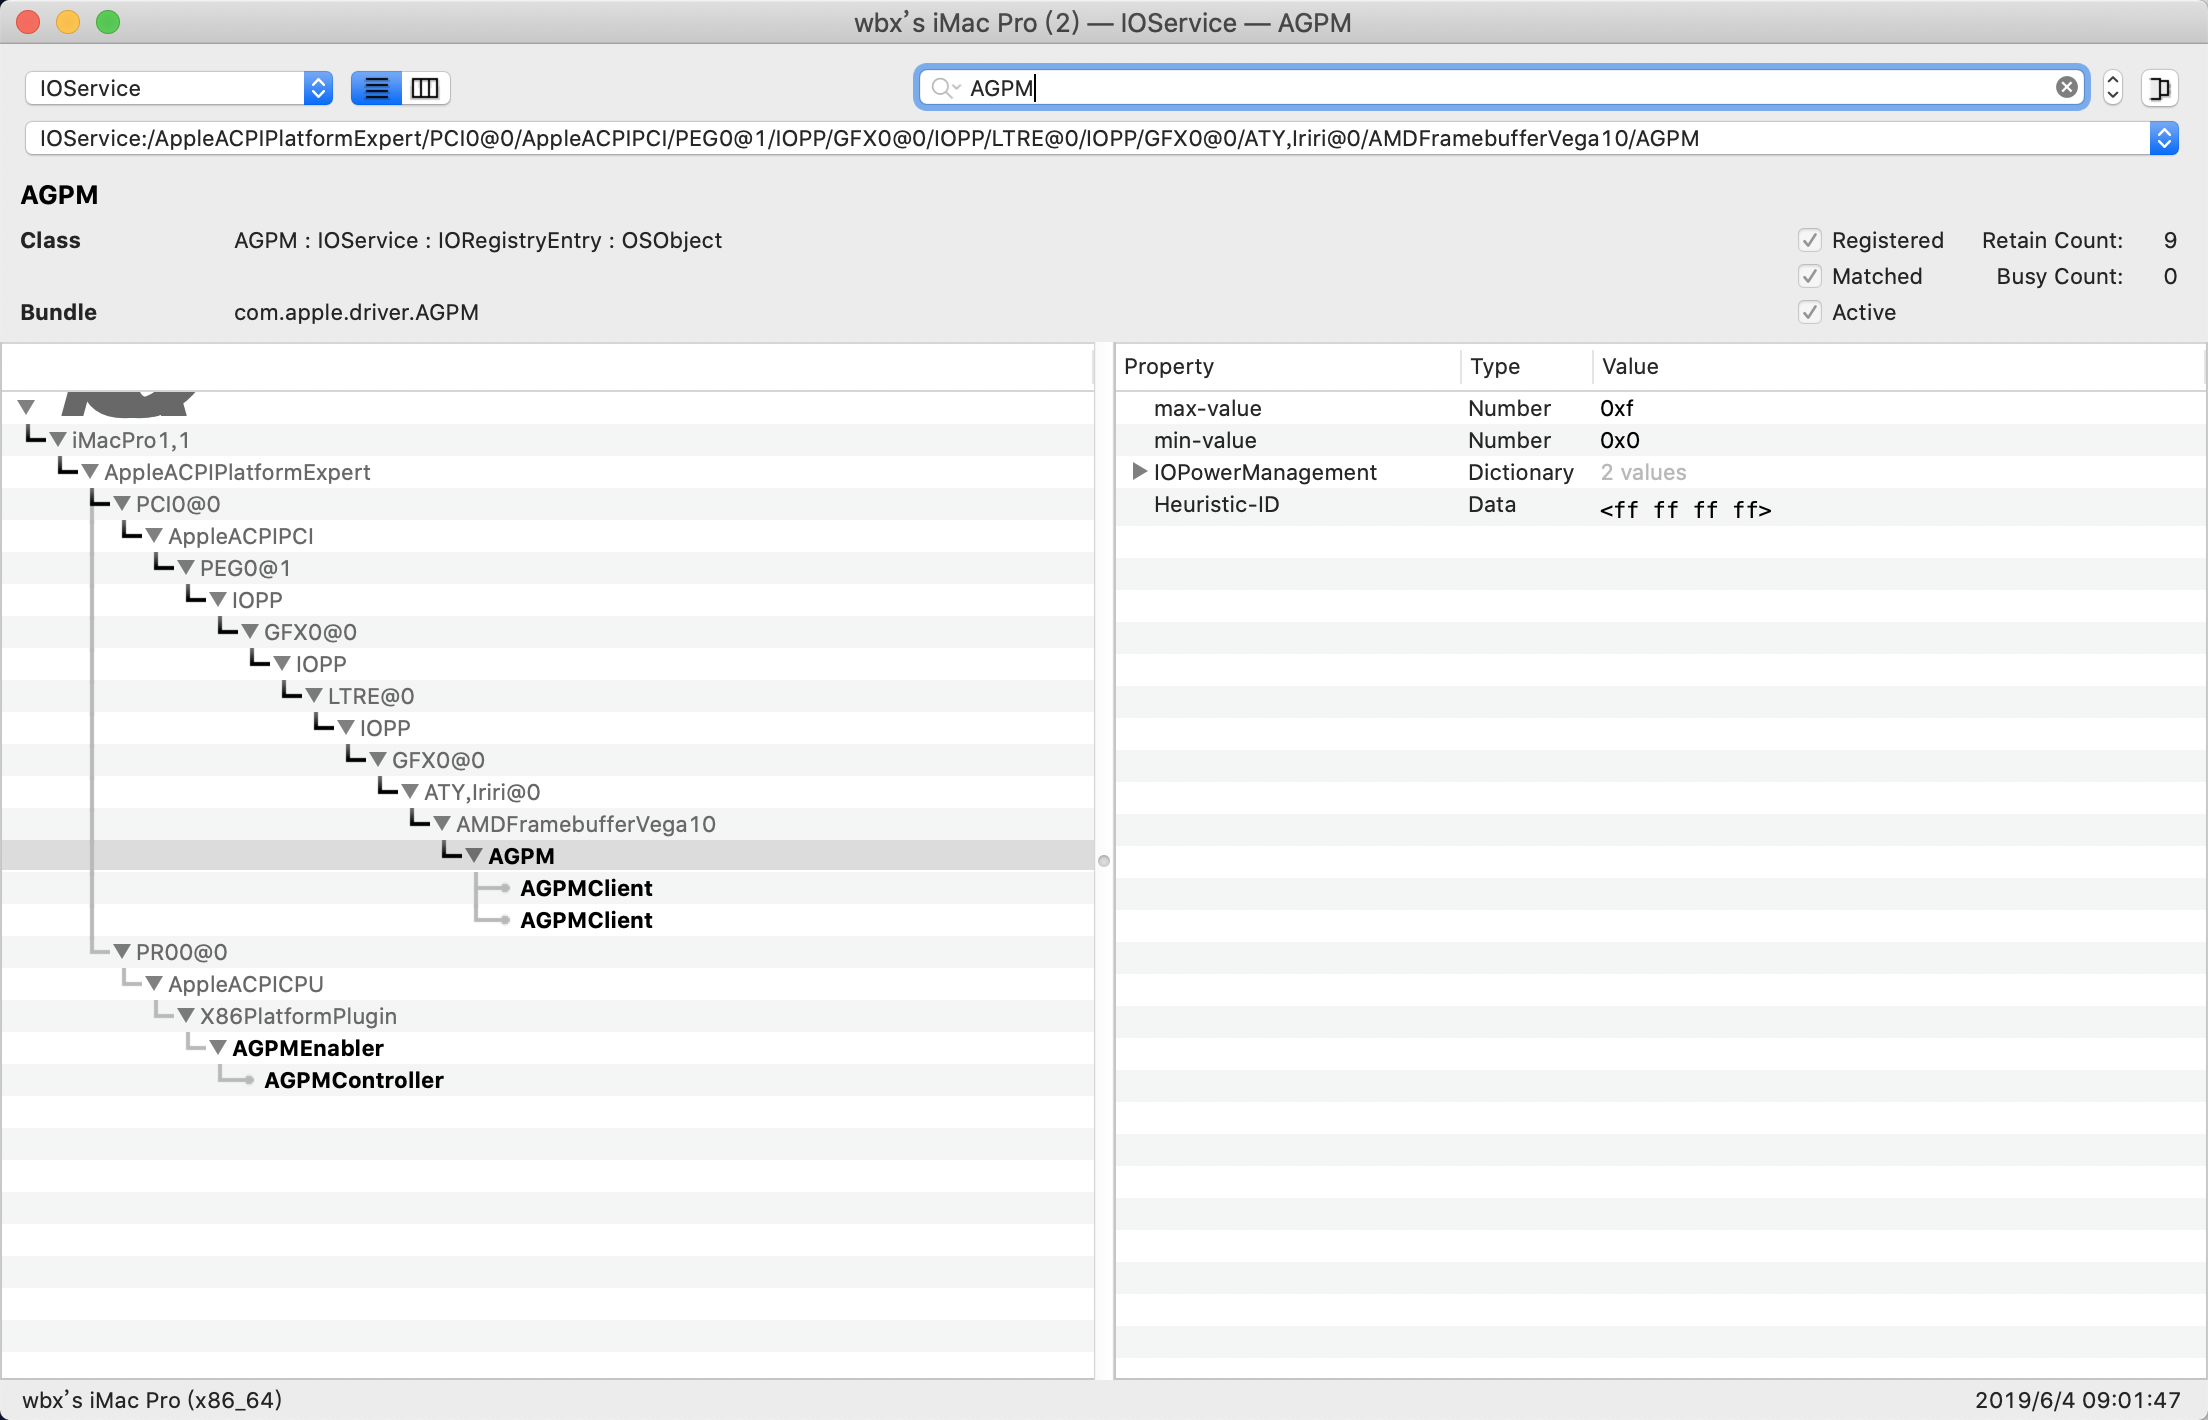 wbx's iMac Pro (2) — IOService — AGPM
IOService
AGPM
IOService:/AppleACPIPlatformExpert/PCI0@0/AppleACPIPCI/PEG0@1/IOPP/GFX0@0/IOPP/LTRE@0/IOPP/GFX0@0/ATY,Iriri@0/AMDFramebufferVega10/AGPM
AGPM
Class AGPM : IOService : IORegistryEntry : OSObject
Registered Retain Count: 9
Matched Busy Count: 0
Bundle com.apple.driver.AGPM
Active
Property Type Value
max-value Number 0xf
min-value Number 0x0
IOPowerManagement Dictionary 2 values
Heuristic-ID Data <ff ff ff ff>
iMacPro1,1
AppleACPIPlatformExpert
PCI0@0
AppleACPIPCI
PEG0@1
IOPP
GFX0@0
IOPP
LTRE@0
IOPP
GFX0@0
ATY,Iriri@0
AMDFramebufferVega10
AGPM
AGPMClient
AGPMClient
PR00@0
AppleACPICPU
X86PlatformPlugin
AGPMEnabler
AGPMController
wbx's iMac Pro (x86_64)
2019/6/4 09:01:47